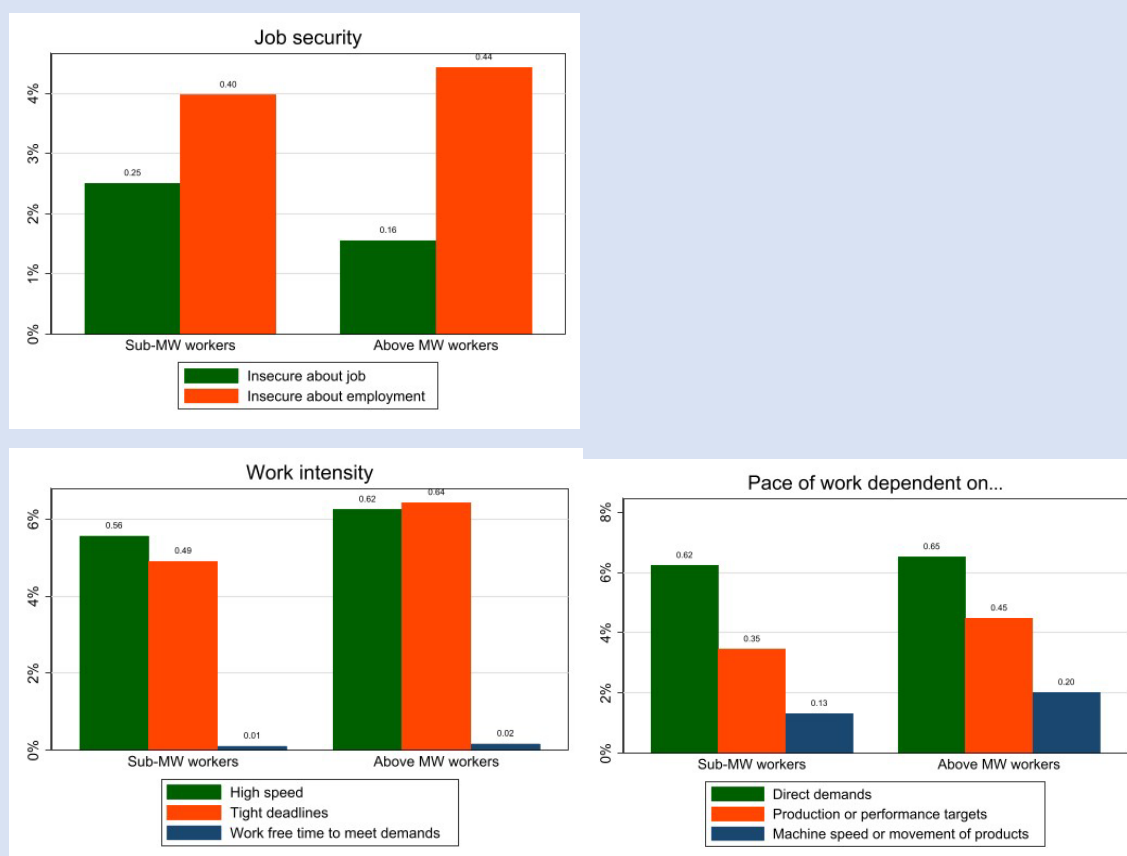 Job security
4%
3%
2%
1%
0%
0.25
0.40
0.16
0.44
Sub-MW workers
Above MW workers
Insecure about job
Insecure about employment
Work intensity
6%
4%
2%
0%
0.56
0.49
0.01
0.62
0.64
0.02
Sub-MW workers
Above MW workers
High speed
Tight deadlines
Work free time to meet demands
Pace of work dependent on...
8%
6%
4%
2%
0%
0.62
0.35
0.13
0.65
0.45
0.20
Sub-MW workers
Above MW workers
Direct demands
Production or performance targets
Machine speed or movement of products